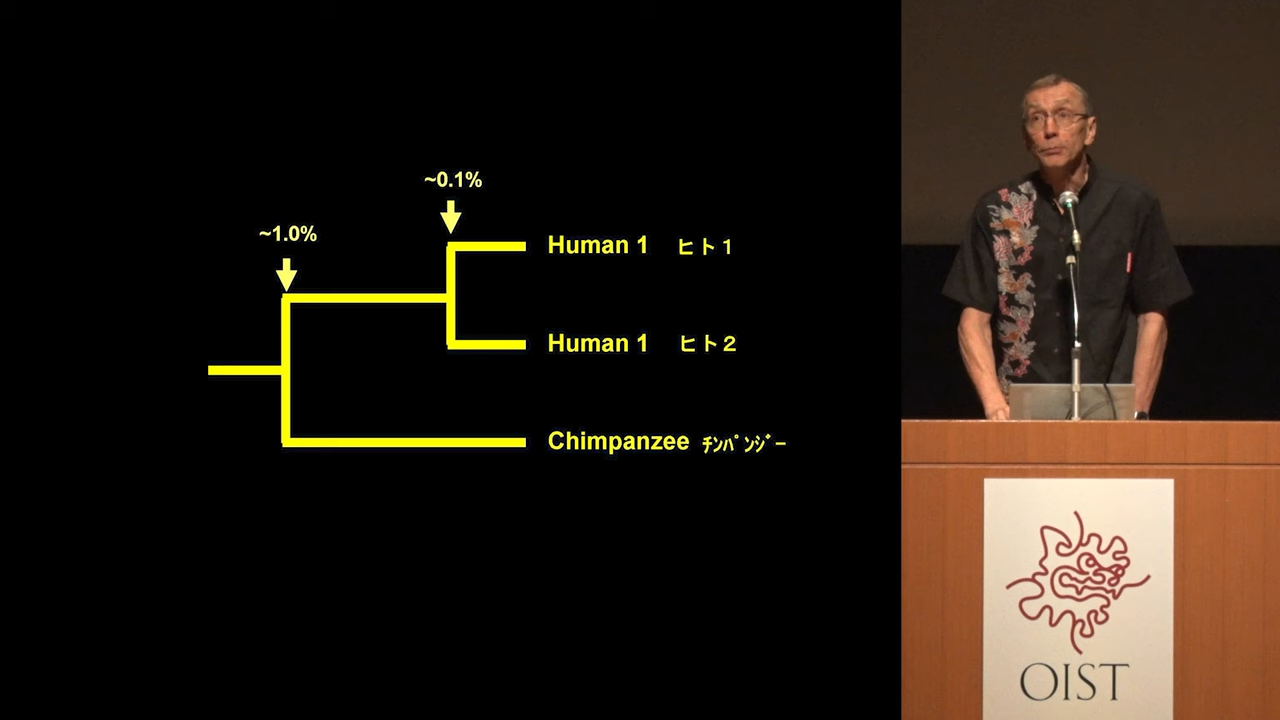 ~0.1%
~1.0%
Human 1 ヒト１
Human 1 ヒト２
Chimpanzee ﾁﾝﾊﾟﾝｼﾞｰ
OIST